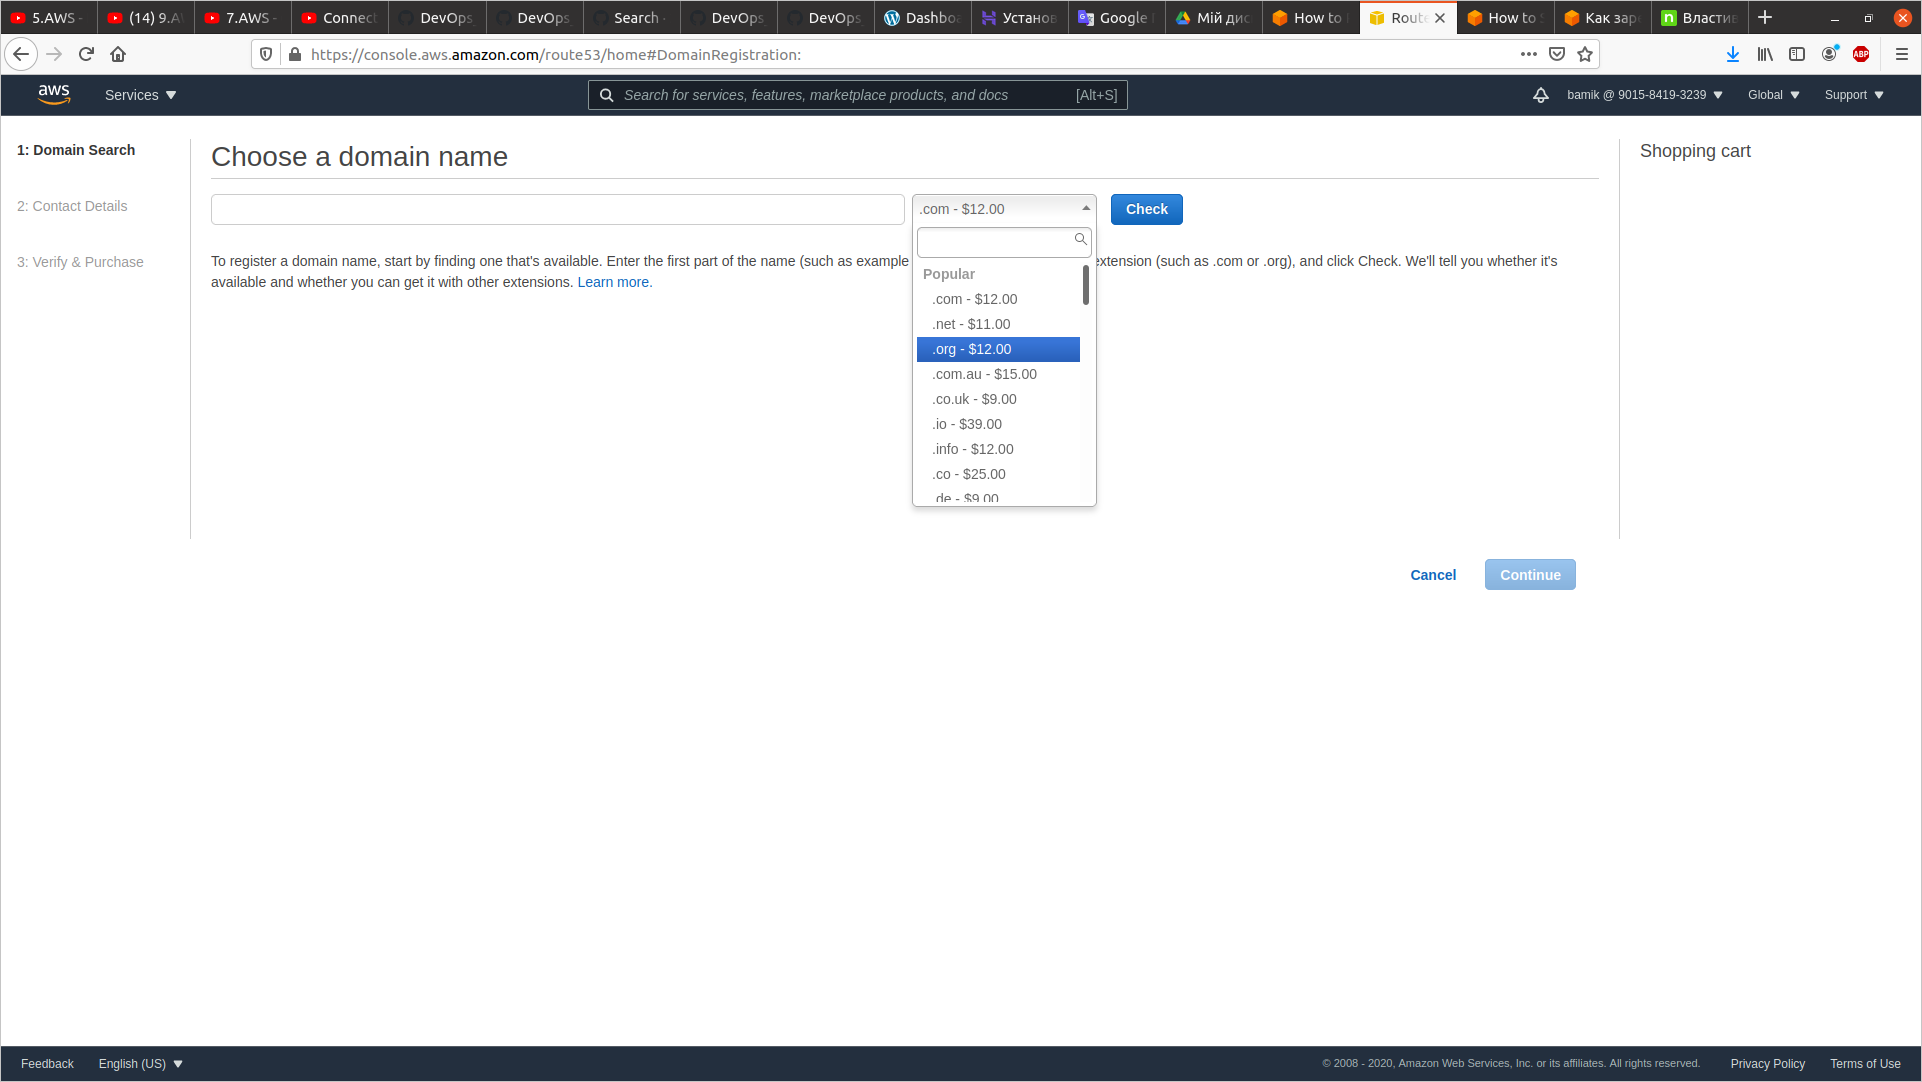 5.AWS -
(14) 9.A
7.AWS -
Connect
DevOps
DevOps
Search -
DevOps
DevOps
Dashbo
Установ
Google
Мій дис
How to
Route
How to
Как зар
Власти
https://console.aws.amazon.com/route53/home#DomainRegistration:
ABP
aws
Services
Search for services, features, marketplace products, and docs
[Alt+S]
bamik @ 9015-8419-3239
Global
Support
1: Domain Search
2: Contact Details
3: Verify & Purchase
Choose a domain name
.com - $12.00
Check
To register a domain name, start by finding one that's available. Enter the first part of the name (such as example
extension (such as .com or .org), and click Check. We'll tell you whether it's
available and whether you can get it with other extensions. Learn more.
Popular
.com - $12.00
.net - $11.00
.org - $12.00
.com.au - $15.00
.co.uk - $9.00
.io - $39.00
.info - $12.00
.co - $25.00
.de - $9.00
Shopping cart
Cancel
Continue
Feedback
English (US)
© 2008 - 2020, Amazon Web Services, Inc. or its affiliates. All rights reserved.
Privacy Policy
Terms of Use